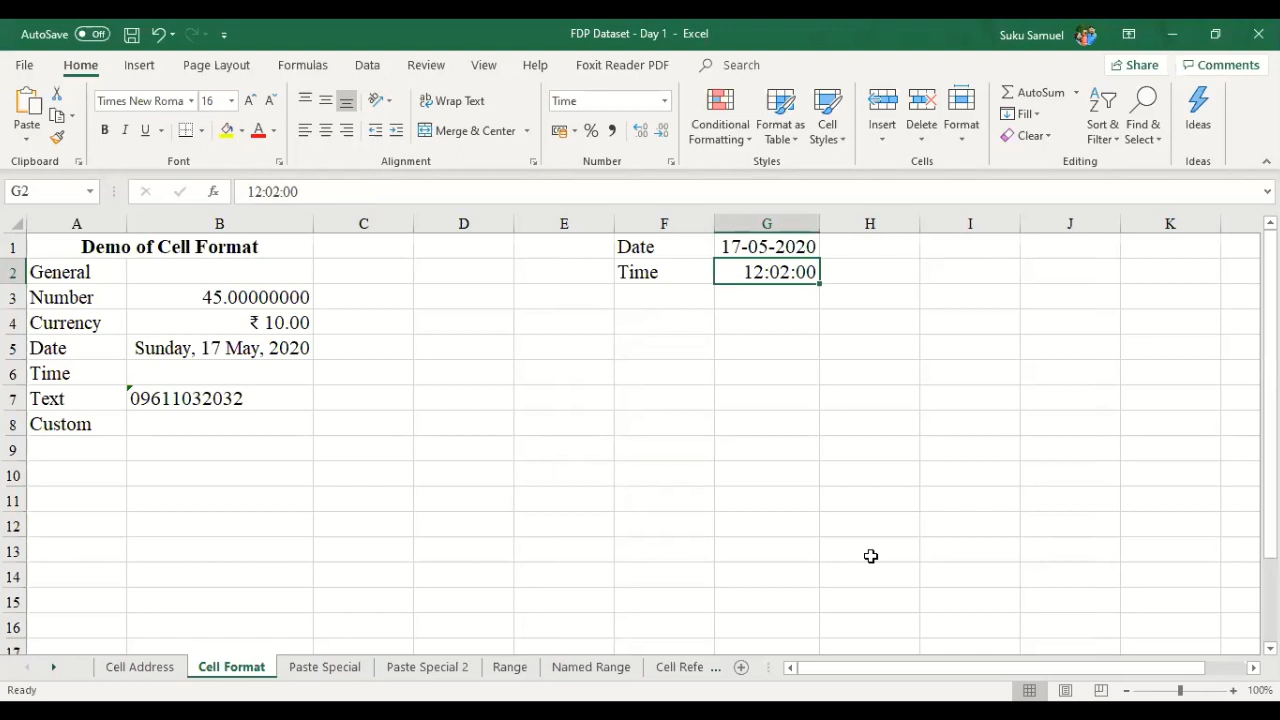 AutoSave Off FDP Dataset - Day 1 - Excel Suku Samuel
File Home Insert Page Layout Formulas Data Review View Help Foxit Reader PDF Search Share Comments
Paste
Clipboard
Times New Roma 16 A A
B I U A
Font
Wrap Text
Merge & Center
Alignment
Time
%
Number
Conditional Formatting
Format as Table
Cell Styles
Styles
Insert Delete Format
Cells
AutoSum
Fill
Clear
Sort & Filter
Find & Select
Editing
Ideas
Ideas
G2 fx 12:02:00
A B C D E F G H I J K
1 Demo of Cell Format Date 17-05-2020
2 General Time 12:02:00
3 Number 45.00000000
4 Currency ₹ 10.00
5 Date Sunday, 17 May, 2020
6 Time
7 Text 09611032032
8 Custom
9
10
11
12
13
14
15
16
17
Cell Address Cell Format Paste Special Paste Special 2 Range Named Range Cell Refe ...
Ready 100%